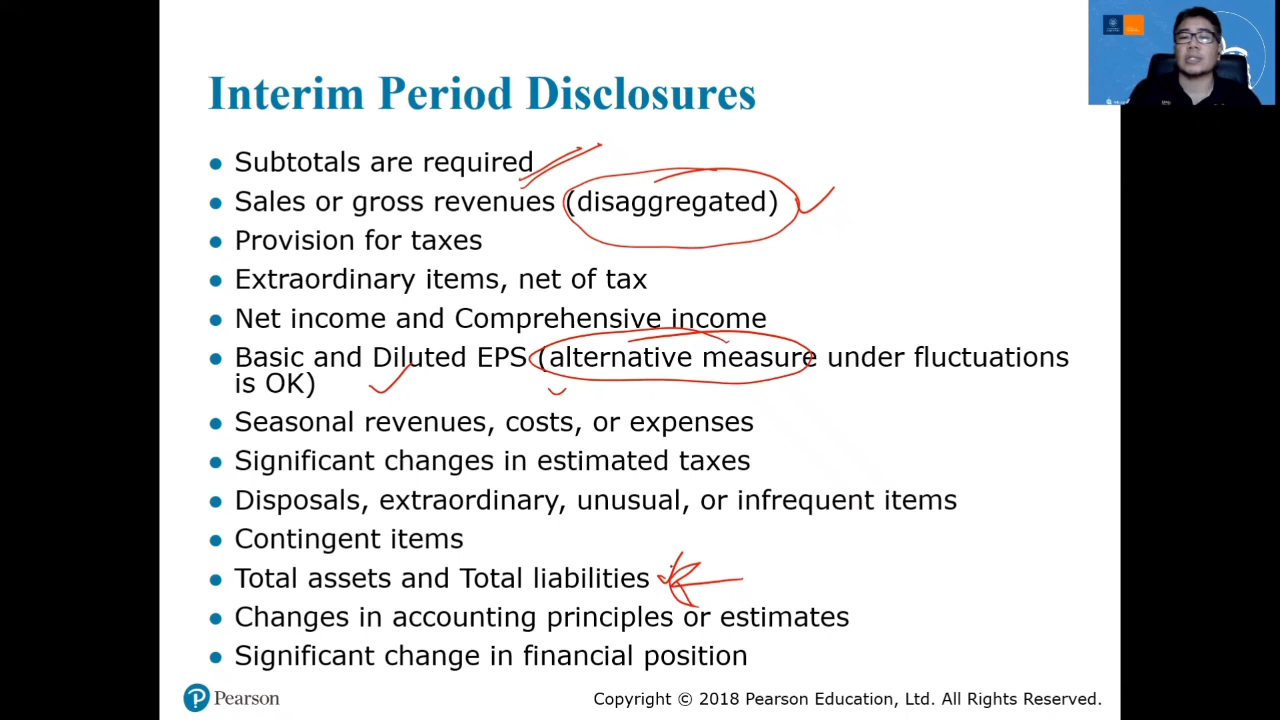 Interim Period Disclosures
Subtotals are required
Sales or gross revenues (disaggregated)
Provision for taxes
Extraordinary items, net of tax
Net income and Comprehensive income
Basic and Diluted EPS (alternative measure under fluctuations
is OK)
Seasonal revenues, costs, or expenses
Significant changes in estimated taxes
Disposals, extraordinary, unusual, or infrequent items
Contingent items
Total assets and Total liabilities
Changes in accounting principles or estimates
Significant change in financial position
Pearson
Copyright © 2018 Pearson Education, Ltd. All Rights Reserved.